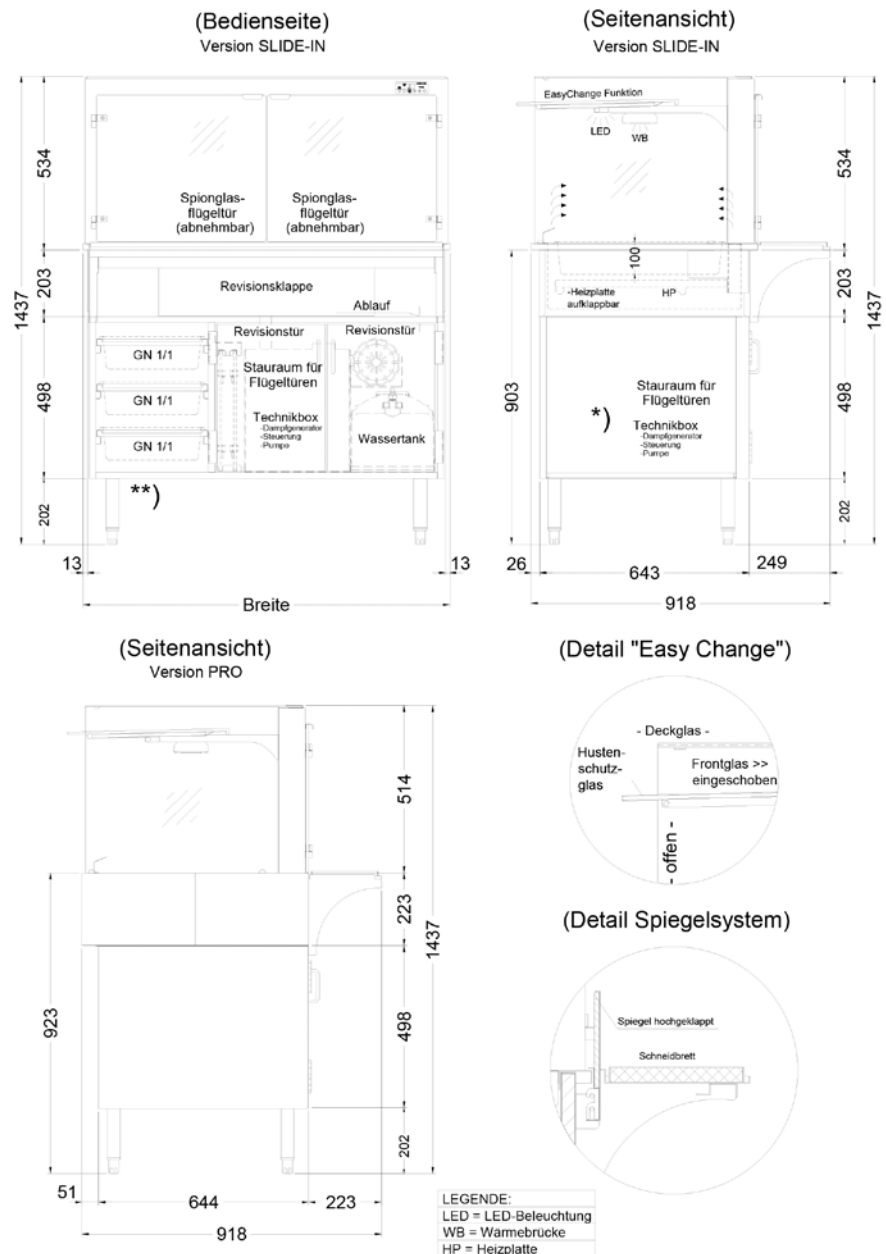 (Bedienseite)
Version SLIDE-IN
1437
534
203
498
202
Spionglas-
flügeltür
(abnehmbar)
Spionglas-
flügeltür
(abnehmbar)
Revisionsklappe
Ablauf
Revisionstür
Revisionstür
GN 1/1
GN 1/1
GN 1/1
Stauraum für
Flügeltüren
Technikbox
-Dampfgenerator
-Steuerung
-Pumpe
Wassertank
**)
13
13
Breite
(Seitenansicht)
Version SLIDE-IN
EasyChange Funktion
LED
WB
100
-Heizplatte
aufklappbar
HP
903
Stauraum für
Flügeltüren
*)
Technikbox
-Dampfgenerator
-Steuerung
-Pumpe
534
203
498
202
1437
26
643
249
918
(Seitenansicht)
Version PRO
514
223
498
202
1437
923
51
644
223
918
(Detail "Easy Change")
- Deckglas -
Husten-
schutz-
glas
Frontglas >>
eingeschoben
- offen -
(Detail Spiegelsystem)
Spiegel hochgeklappt
Schneidbrett
LEGENDE:
LED = LED-Beleuchtung
WB = Wärmebrücke
HP = Heizplatte